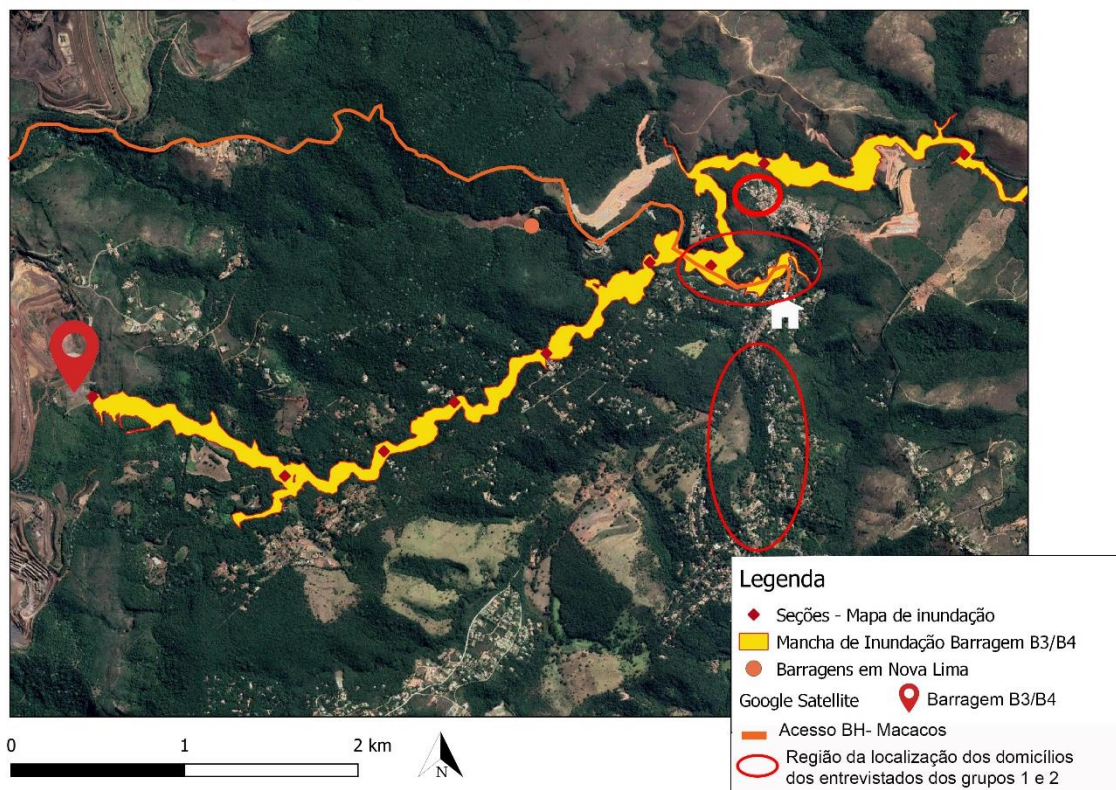 0 1 2 km
N
Legenda
Seções - Mapa de inundação
Mancha de Inundação Barragem B3/B4
Barragens em Nova Lima
Google Satellite Barragem B3/B4
Acesso BH- Macacos
Região da localização dos domicílios
dos entrevistados dos grupos 1 e 2